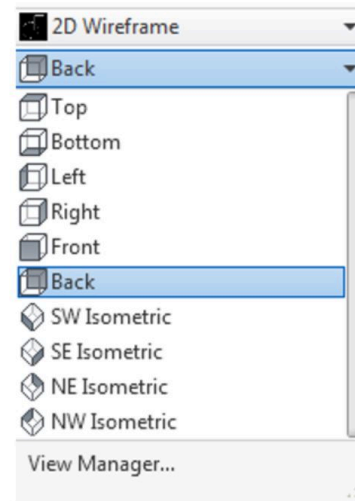 2D Wireframe
Back
Top
Bottom
Left
Right
Front
Back
SW Isometric
SE Isometric
NE Isometric
NW Isometric
View Manager...